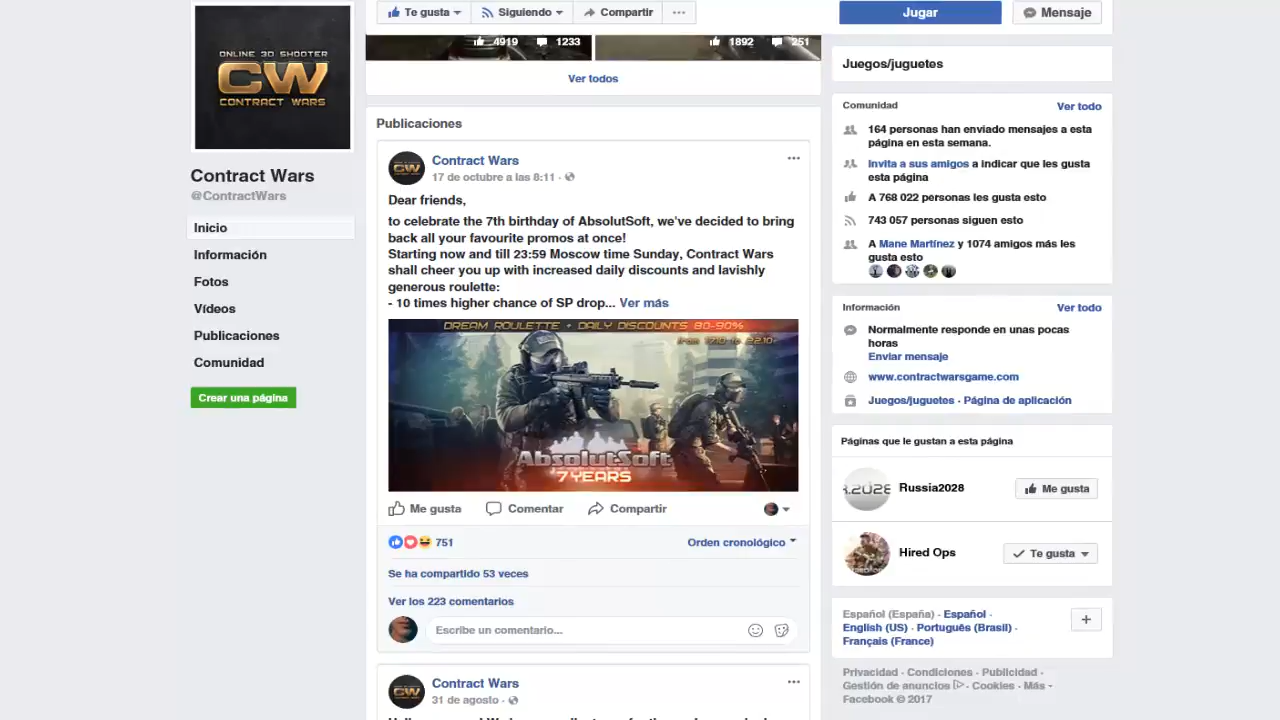 Te gusta
Siguiendo
Compartir
Jugar
Mensaje
ONLINE 3D SHOOTER
CW
CONTRACT WARS
Contract Wars
@ContractWars
Inicio
Información
Fotos
Vídeos
Publicaciones
Comunidad
Crear una página
4919 1233
1892 251
Ver todos
Publicaciones
CW
Contract Wars
17 de octubre a las 8:11 ·
Dear friends,
to celebrate the 7th birthday of AbsolutSoft, we've decided to bring
back all your favourite promos at once!
Starting now and till 23:59 Moscow time Sunday, Contract Wars
shall cheer you up with increased daily discounts and lavishly
generous roulette:
- 10 times higher chance of SP drop... Ver más
DREAM ROULETTE + DAILY DISCOUNTS 80-90%
from 17.10 to 22.10
AbsolutSoft
7 YEARS
Me gusta
Comentar
Compartir
751
Orden cronológico
Se ha compartido 53 veces
Ver los 223 comentarios
Escribe un comentario...
CW
Contract Wars
31 de agosto ·
Juegos/juguetes
Comunidad
Ver todo
164 personas han enviado mensajes a esta
página en esta semana.
Invita a sus amigos a indicar que les gusta
esta página
A 768 022 personas les gusta esto
743 057 personas siguen esto
A Mane Martínez y 1074 amigos más les
gusta esto
Información
Ver todo
Normalmente responde en unas pocas
horas
Enviar mensaje
www.contractwarsgame.com
Juegos/juguetes · Página de aplicación
Páginas que le gustan a esta página
Russia2028
Me gusta
Hired Ops
Te gusta
Español (España) · Español ·
English (US) · Português (Brasil) ·
Français (France)
Privacidad · Condiciones · Publicidad ·
Gestión de anuncios · Cookies · Más
Facebook © 2017